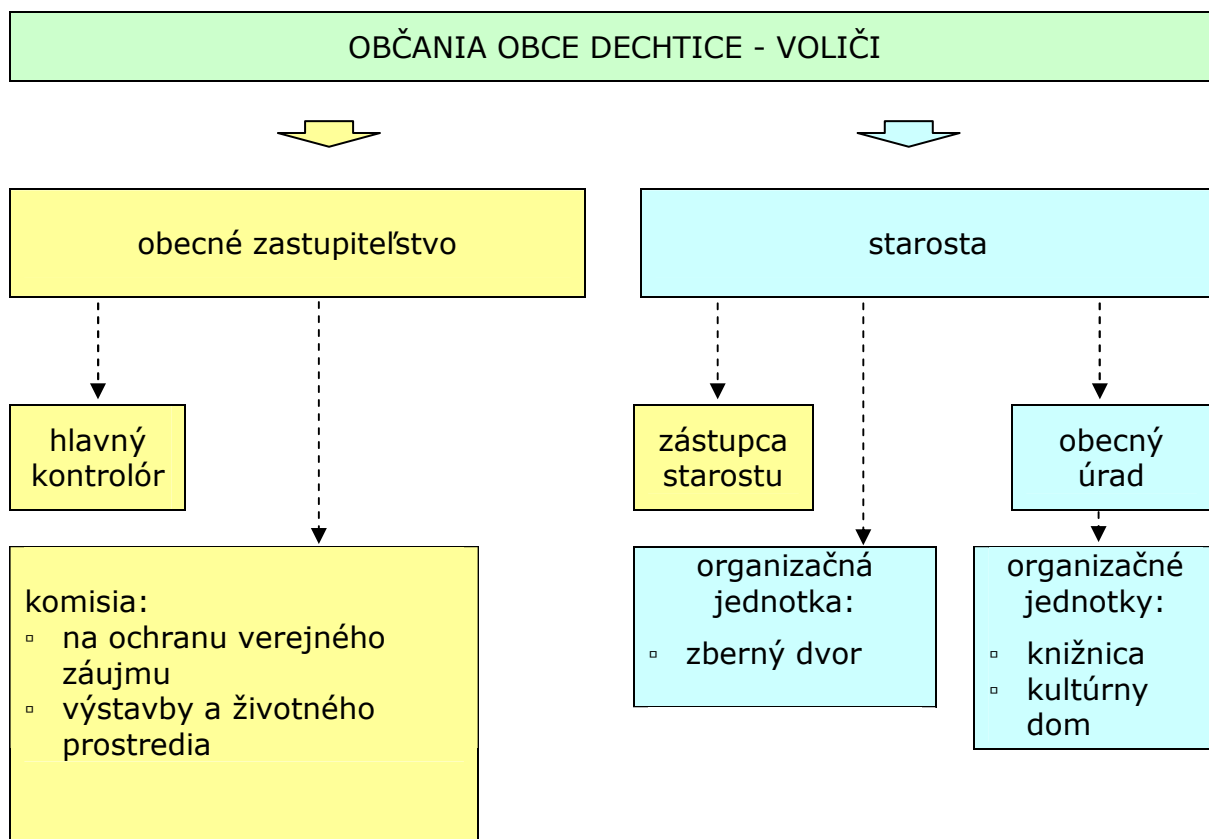 OBČANIA OBCE DECHTICE - VOLIČI
obecné zastupiteľstvo
starosta
hlavný
kontrolór
zástupca
starostu
obecný
úrad
komisia:
▫ na ochranu verejného
záujmu
▫ výstavby a životného
prostredia
organizačná
jednotka:
▫ zberný dvor
organizačné
jednotky:
▫ knižnica
▫ kultúrny
dom